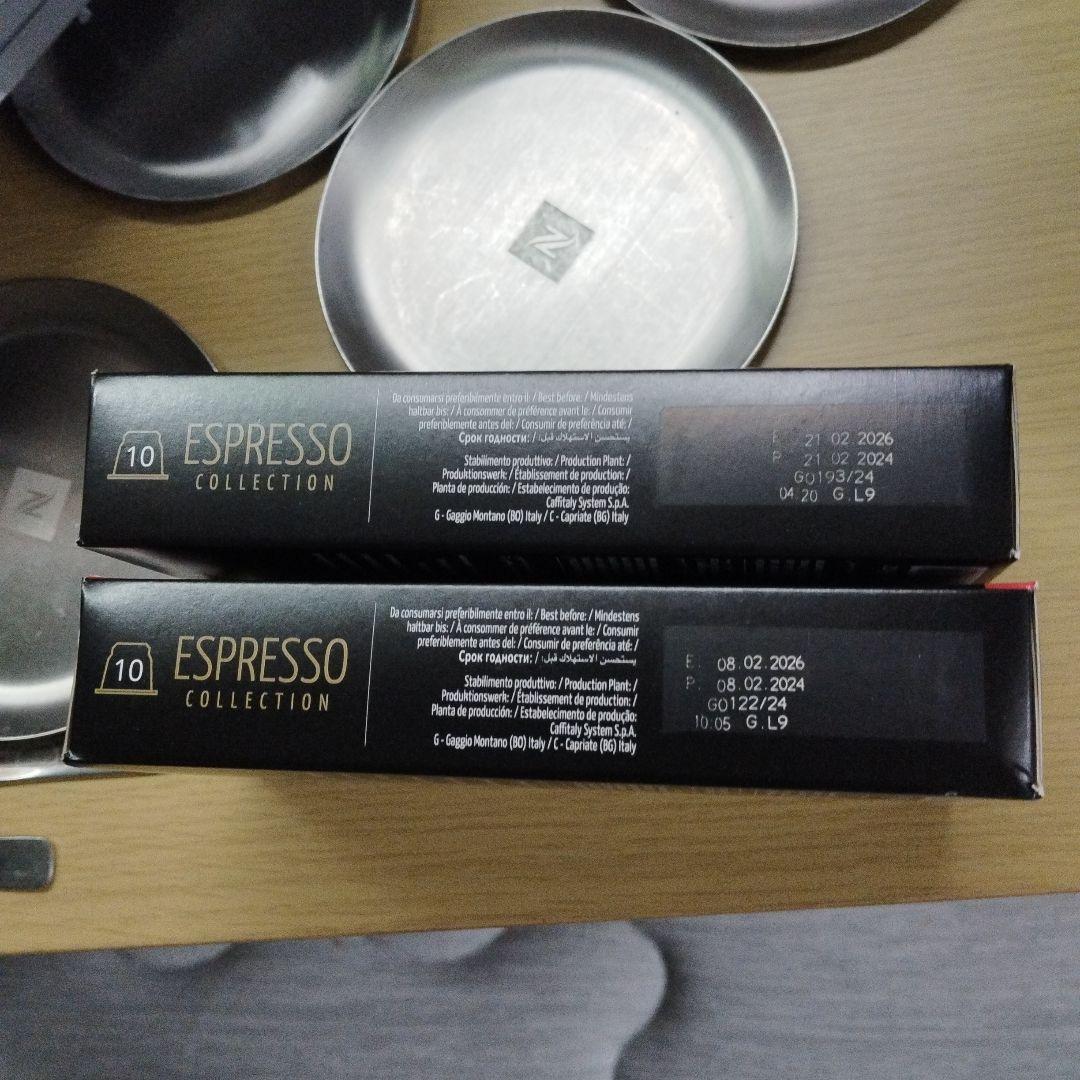 10
ESPRESSO
COLLECTION
Da consumarsi preferibilmente entro il: / Best before: / Mindestens
haltbar bis: / À consommer de préférence avant le: / Consumir
preferiblemente antes del: / Consumir de preferência até: /
Срок годности: / يستحسن الاستهلاك قبل:
Stabilimento produttivo: / Production Plant: /
Produktionswerk: / Établissement de production: /
Planta de producción: / Estabelecimento de produção:
Caffitaly System S.p.A.
G - Gaggio Montano (BO) Italy / C - Capriate (BG) Italy
E. 21 02 2026
P. 21 02 2024
G0193/24
04 20 G.L9
10
ESPRESSO
COLLECTION
Da consumarsi preferibilmente entro il: / Best before: / Mindestens
haltbar bis: / À consommer de préférence avant le: / Consumir
preferiblemente antes del: / Consumir de preferência até: /
Срок годности: / يستحسن الاستهلاك قبل:
Stabilimento produttivo: / Production Plant: /
Produktionswerk: / Établissement de production: /
Planta de producción: / Estabelecimento de produção:
Caffitaly System S.p.A.
G - Gaggio Montano (BO) Italy / C - Capriate (BG) Italy
E. 08.02.2026
P. 08.02.2024
G0122/24
10:05 G.L9